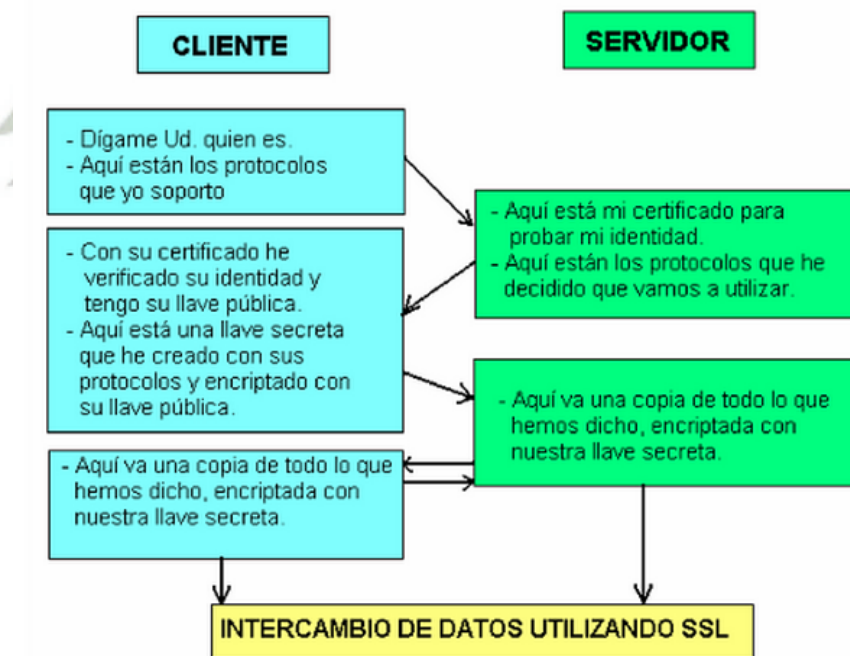 CLIENTE
SERVIDOR
- Dígame Ud. quien es.
- Aquí están los protocolos
que yo soporto
- Aquí está mi certificado para
probar mi identidad.
- Aquí están los protocolos que he
decidido que vamos a utilizar.
- Con su certificado he
verificado su identidad y
tengo su llave pública.
- Aquí está una llave secreta
que he creado con sus
protocolos y encriptado con
su llave pública.
- Aquí va una copia de todo lo que
hemos dicho, encriptada con
nuestra llave secreta.
- Aquí va una copia de todo lo que
hemos dicho, encriptada con
nuestra llave secreta.
INTERCAMBIO DE DATOS UTILIZANDO SSL